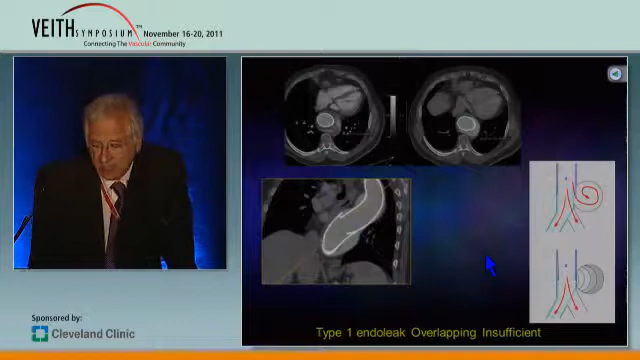 VEITHSYMPOSIUM™
November 16-20, 2011
Connecting The Vascular Community
Type 1 endoleak Overlapping Insufficient
Sponsored by:
Cleveland Clinic